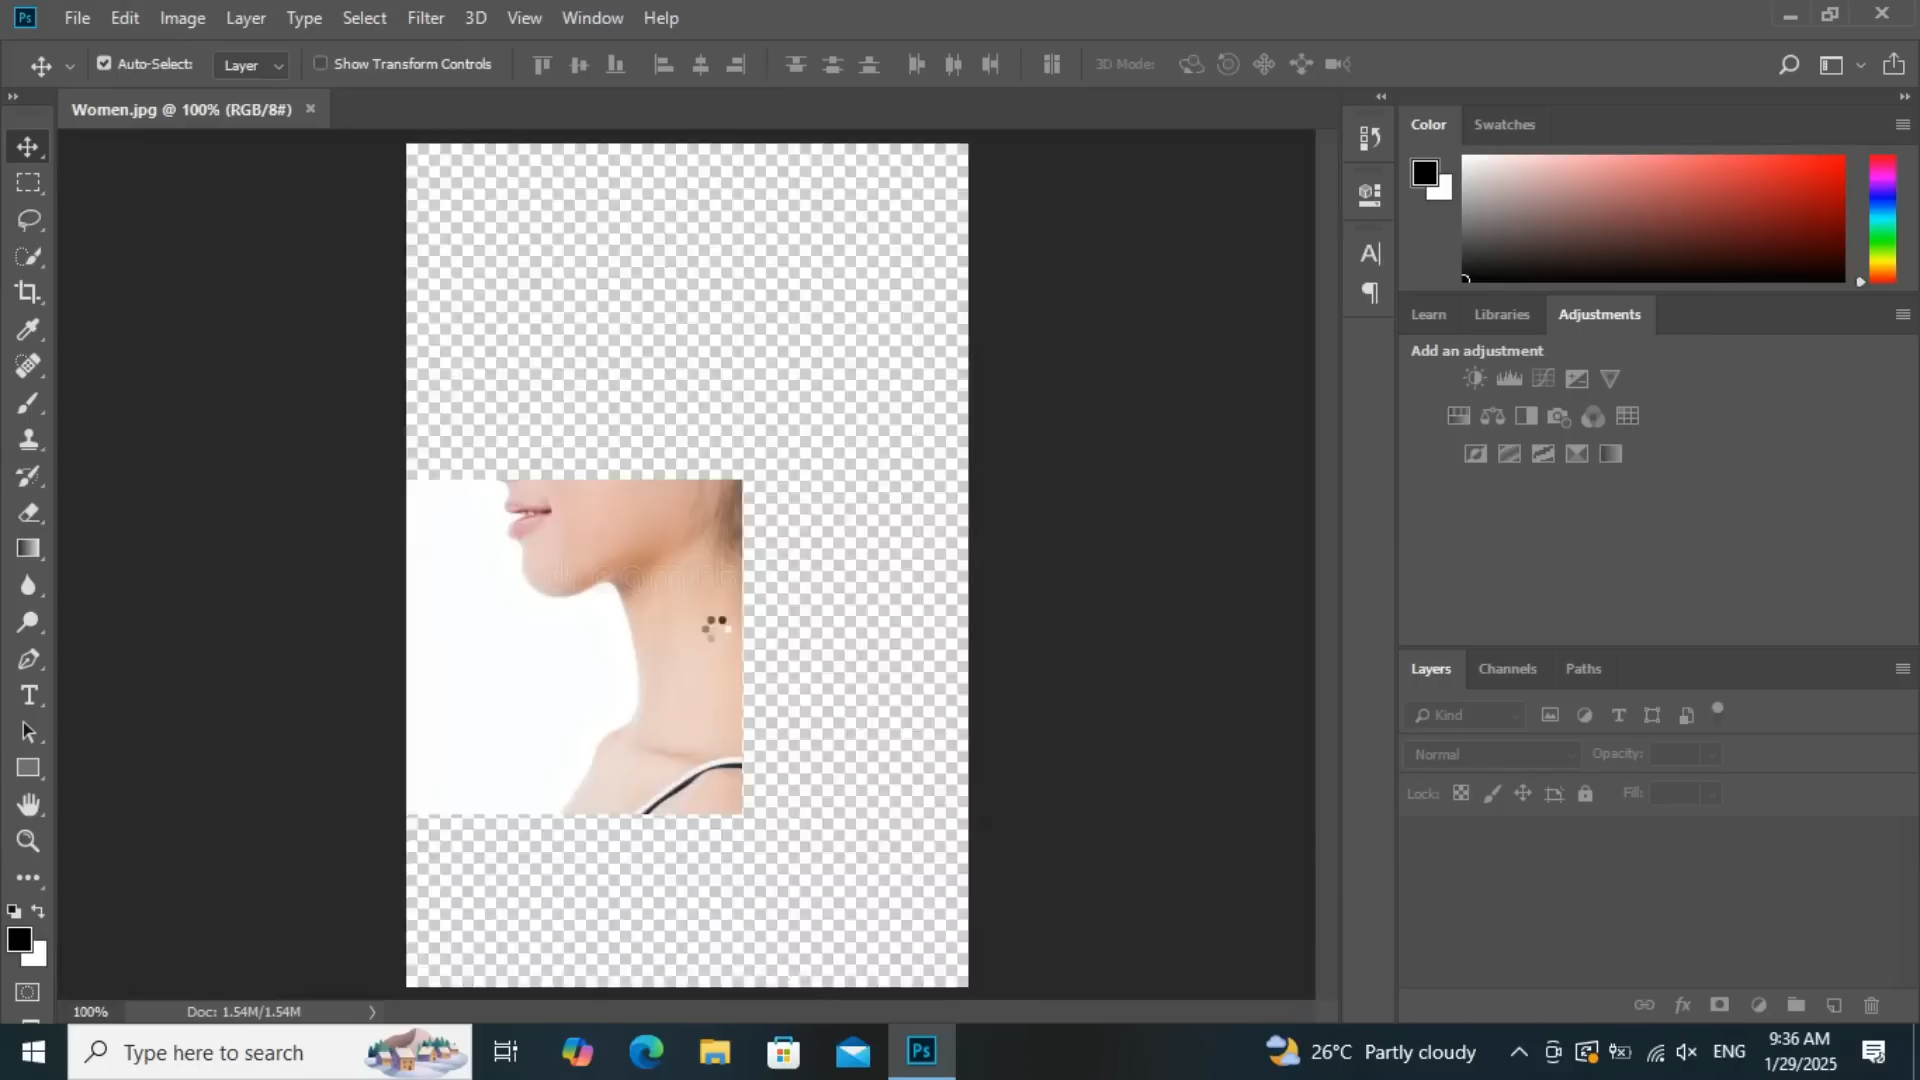 Ps File Edit Image Layer Type Select Filter 3D View Window Help
Auto-Select: Layer Show Transform Controls 3D Mode:
Women.jpg @ 100% (RGB/8#)
Color Swatches
Learn Libraries Adjustments
Add an adjustment
Layers Channels Paths
Kind
Normal Opacity:
Lock: Fill:
100% Doc: 1.54M/1.54M
Type here to search
Ps
26°C Partly cloudy
ENG
9:36 AM
1/29/2025